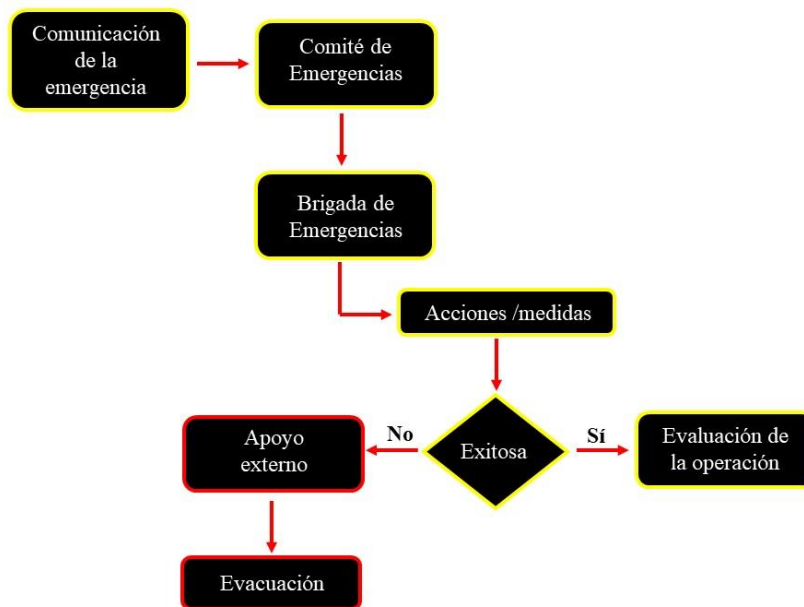 Comunicación
de la
emergencia
Comité de
Emergencias
Brigada de
Emergencias
Acciones /medidas
Exitosa
No
Sí
Apoyo
externo
Evaluación de
la operación
Evacuación